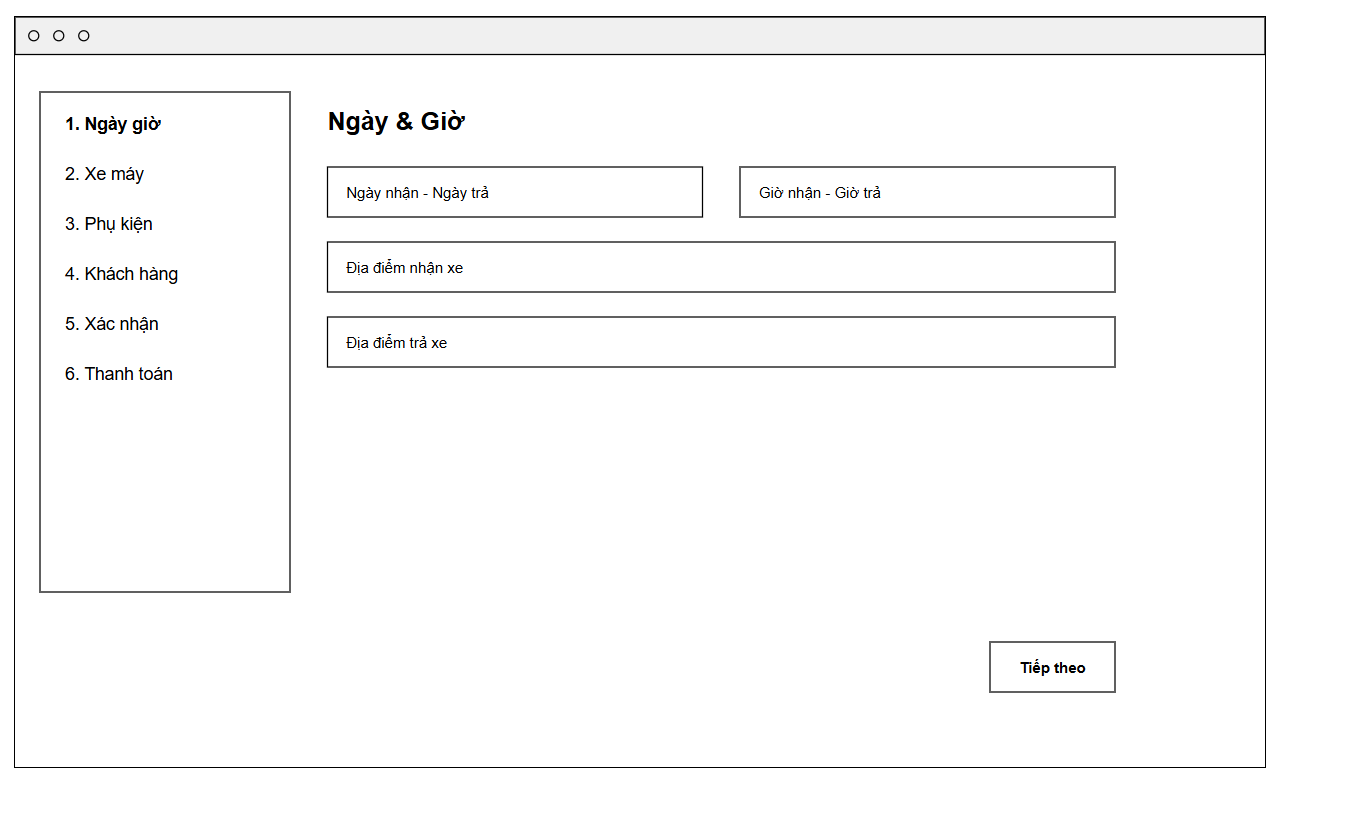 1. Ngày giờ
2. Xe máy
3. Phụ kiện
4. Khách hàng
5. Xác nhận
6. Thanh toán
Ngày & Giờ
Ngày nhận - Ngày trả
Giờ nhận - Giờ trả
Địa điểm nhận xe
Địa điểm trả xe
Tiếp theo